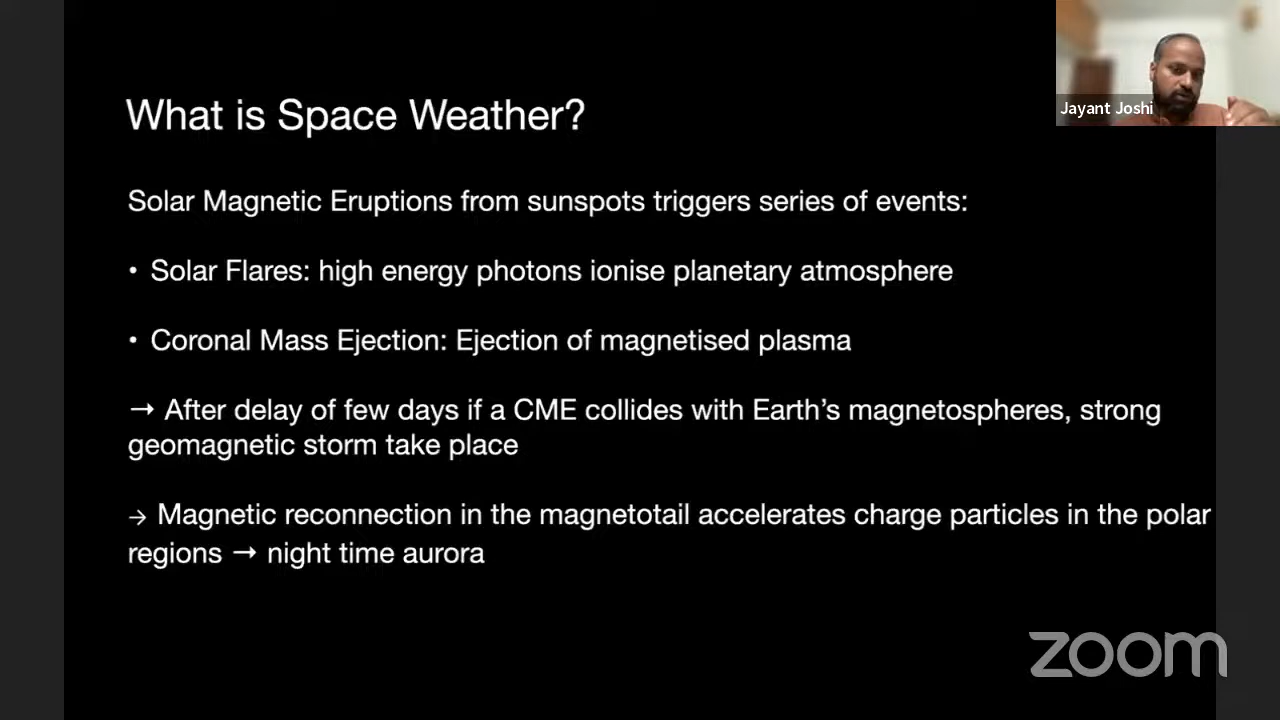 What is Space Weather?
Jayant Joshi
Solar Magnetic Eruptions from sunspots triggers series of events:
• Solar Flares: high energy photons ionise planetary atmosphere
• Coronal Mass Ejection: Ejection of magnetised plasma
→ After delay of few days if a CME collides with Earth’s magnetospheres, strong
geomagnetic storm take place
→ Magnetic reconnection in the magnetotail accelerates charge particles in the polar
regions → night time aurora
zoom